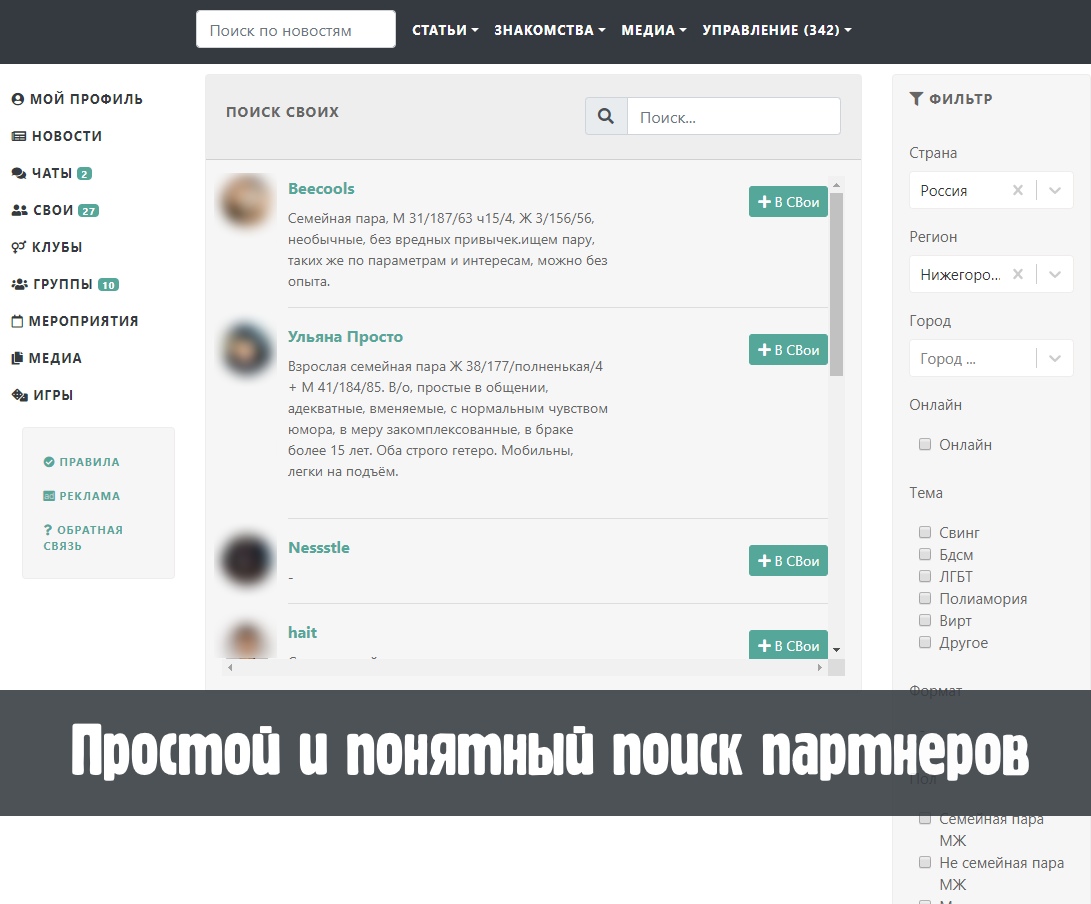 Поиск по новостям
СТАТЬИ
ЗНАКОМСТВА
МЕДИА
УПРАВЛЕНИЕ (342)
МОЙ ПРОФИЛЬ
НОВОСТИ
ЧАТЫ 2
СВОИ 27
КЛУБЫ
ГРУППЫ 10
МЕРОПРИЯТИЯ
МЕДИА
ИГРЫ
ПРАВИЛА
ad РЕКЛАМА
? ОБРАТНАЯ
СВЯЗЬ
ПОИСК СВОИХ
Поиск...
Beecools
+ В СВои
Семейная пара, М 31/187/63 ч15/4, Ж 3/156/56,
необычные, без вредных привычек.ищем пару,
таких же по параметрам и интересам, можно без
опыта.
Ульяна Просто
+ В СВои
Взрослая семейная пара Ж 38/177/полненькая/4
+ М 41/184/85. В/о, простые в общении,
адекватные, вменяемые, с нормальным чувством
юмора, в меру закомплексованные, в браке
более 15 лет. Оба строго гетеро. Мобильны,
легки на подъём.
Nessstle
+ В СВои
-
hait
+ В СВои
ФИЛЬТР
Страна
Россия
Регион
Нижегоро...
Город
Город ...
Онлайн
Онлайн
Тема
Свинг
Бдсм
ЛГБТ
Полиамория
Вирт
Другое
Формат
Простой и понятный поиск партнеров
Пол
Семейная пара
МЖ
Не семейная пара
МЖ